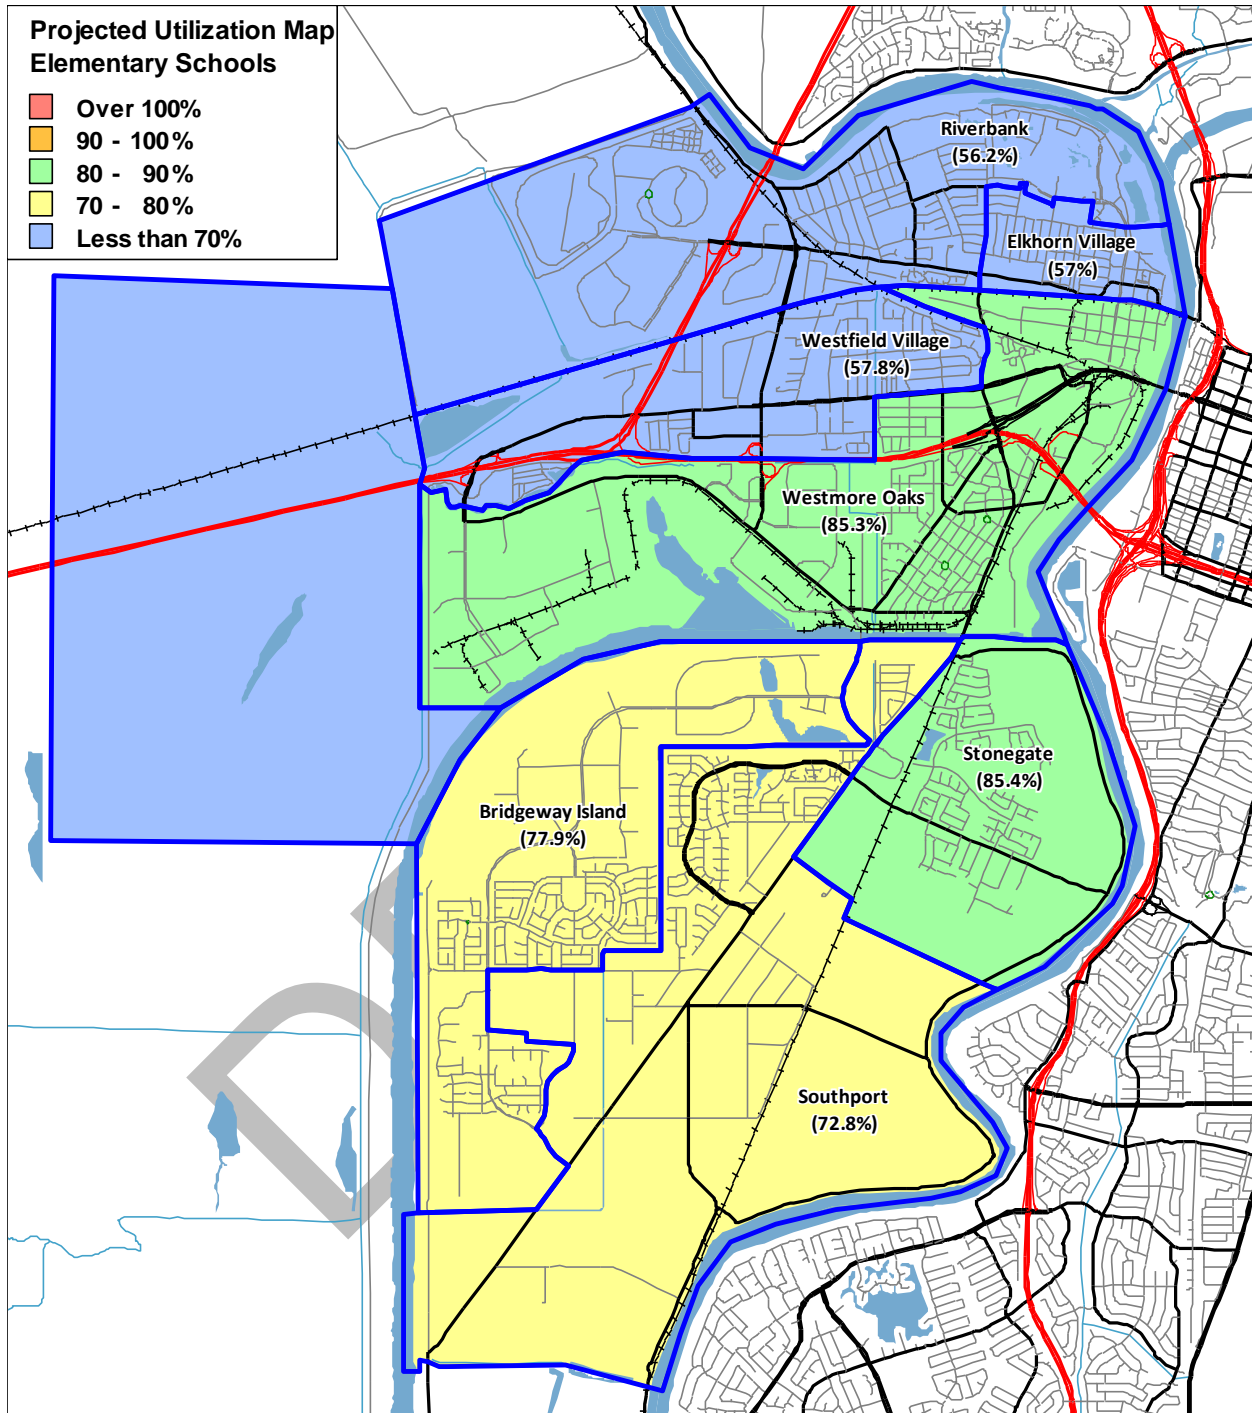 Projected Utilization Map
Elementary Schools
Over 100%
90 - 100%
80 - 90%
70 - 80%
Less than 70%
Riverbank
(56.2%)
Elkhorn Village
(57%)
Westfield Village
(57.8%)
Westmore Oaks
(85.3%)
Stonegate
(85.4%)
Bridgeway Island
(77.9%)
Southport
(72.8%)